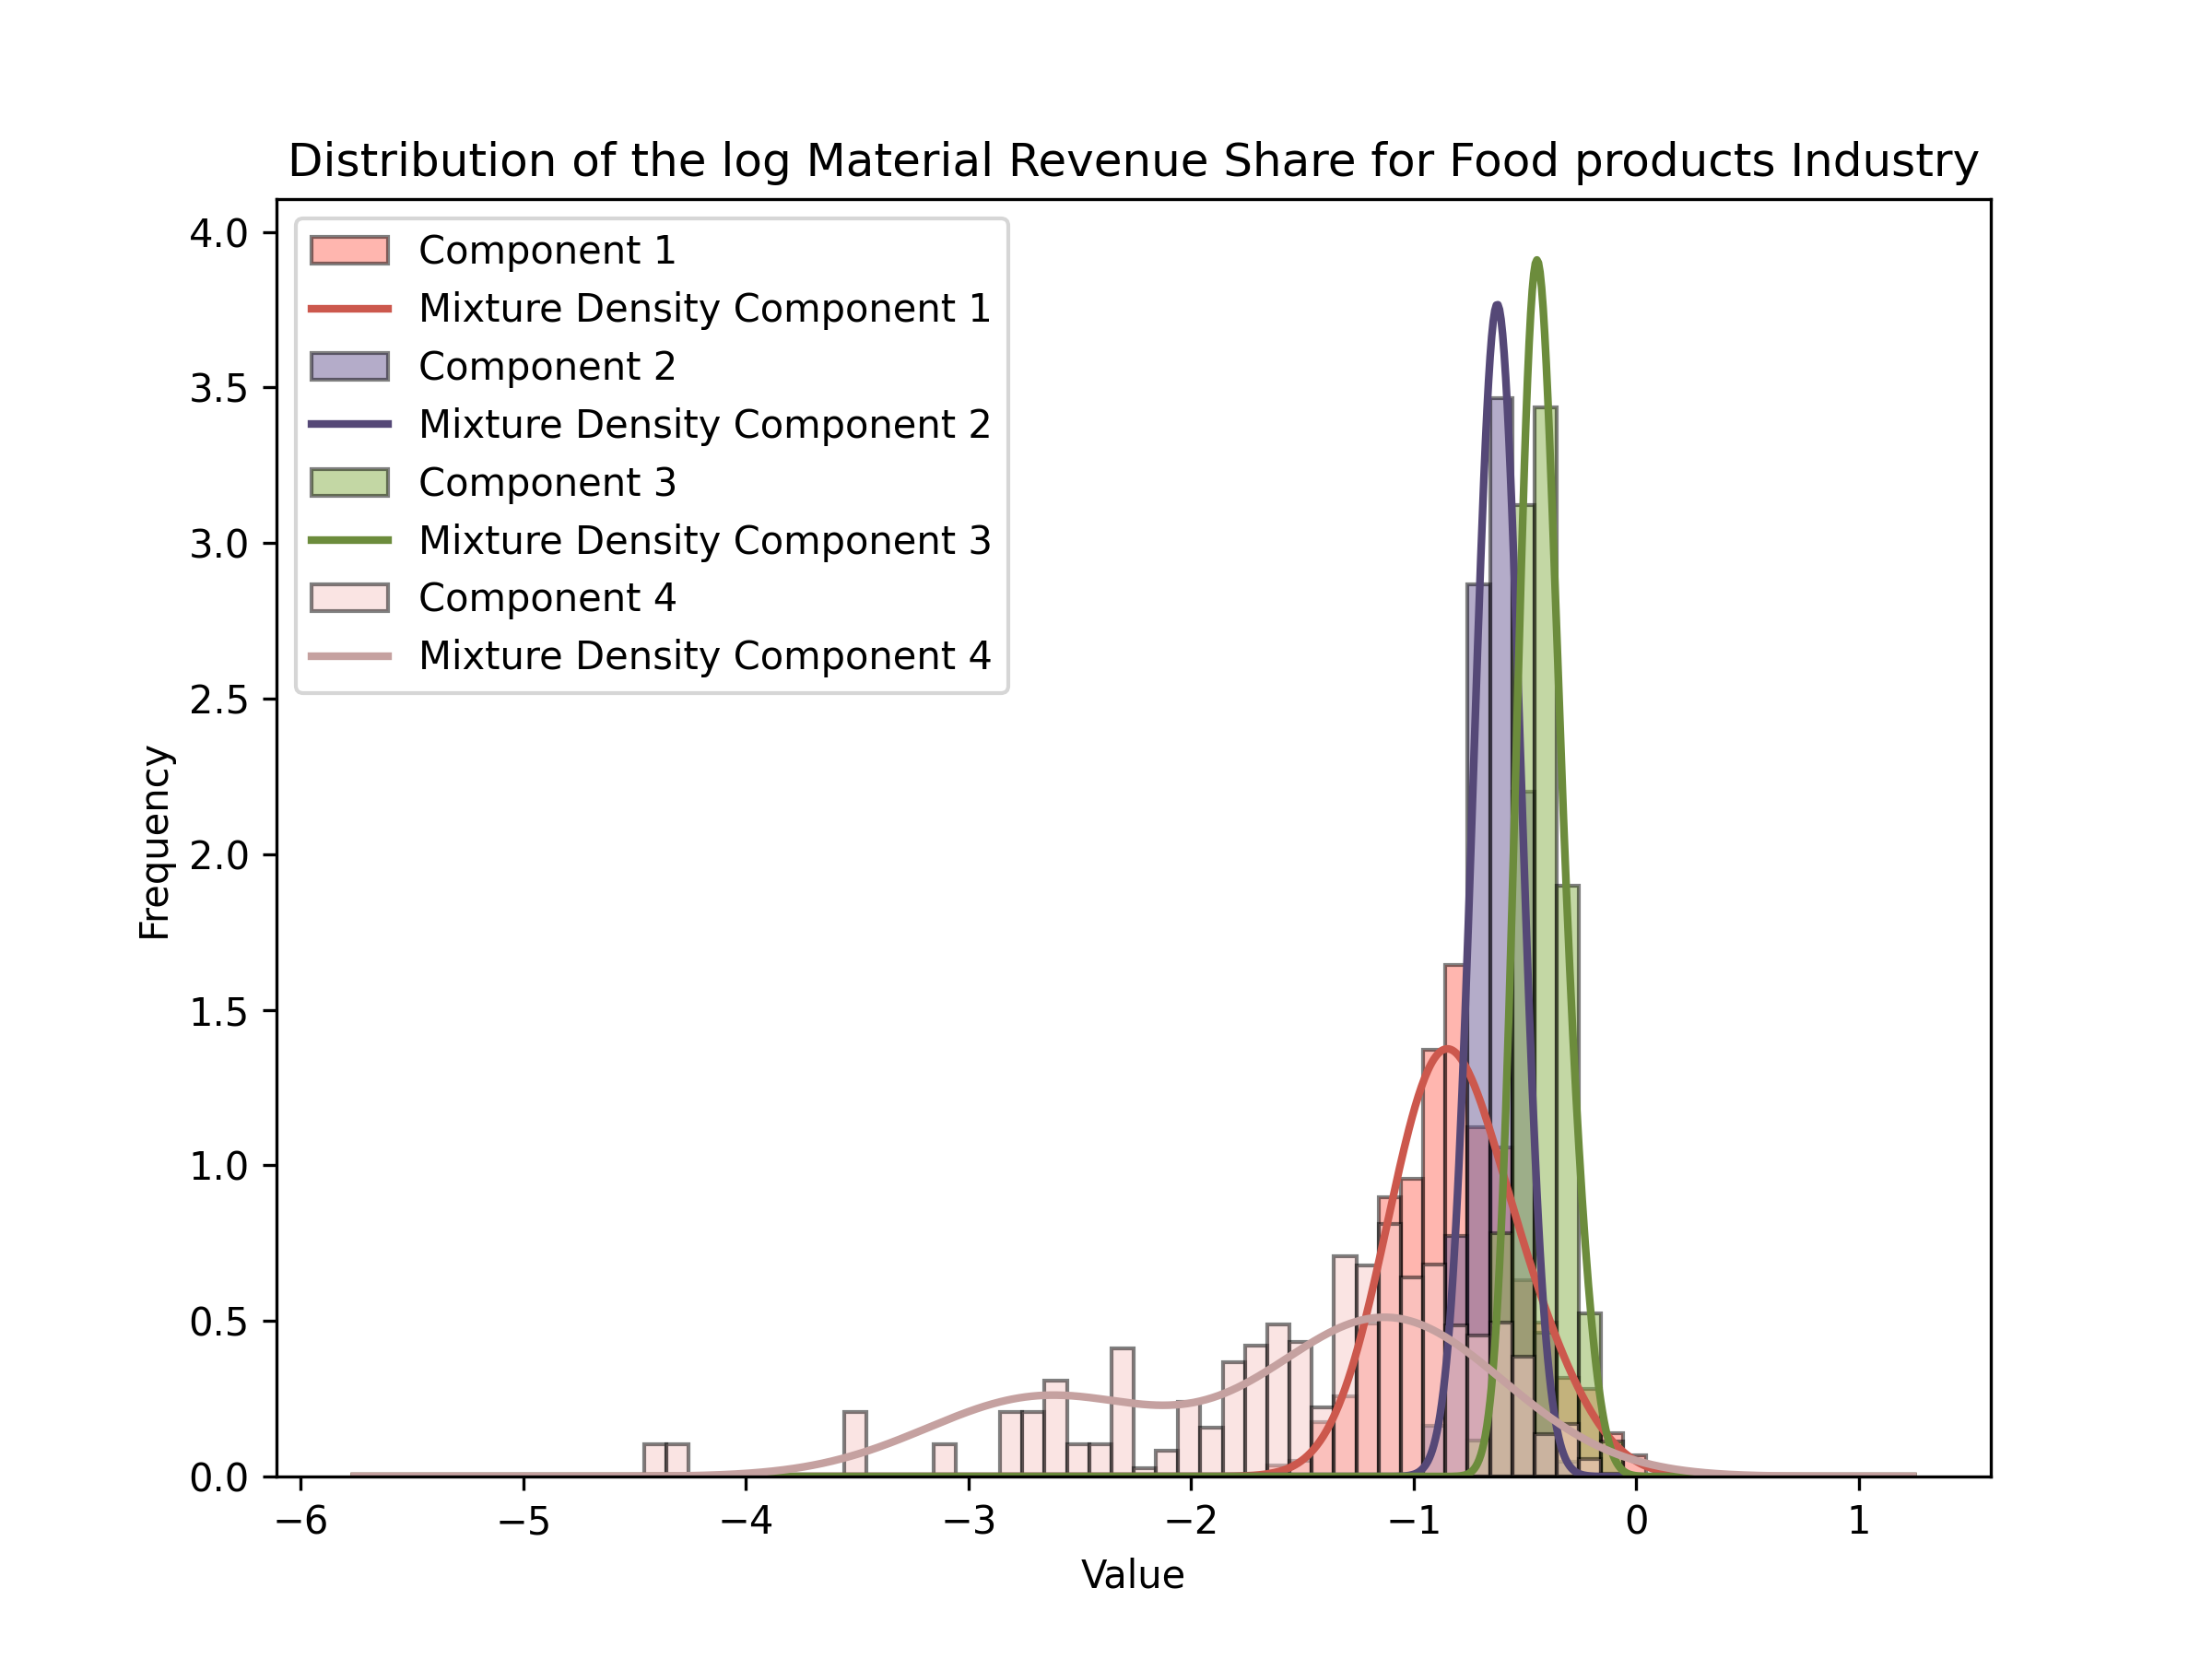 Distribution of the log Material Revenue Share for Food products Industry
4.0
3.5
3.0
2.5
2.0
1.5
1.0
0.5
0.0
Frequency
Component 1
Mixture Density Component 1
Component 2
Mixture Density Component 2
Component 3
Mixture Density Component 3
Component 4
Mixture Density Component 4
−6 −5 −4 −3 −2 −1 0 1
Value